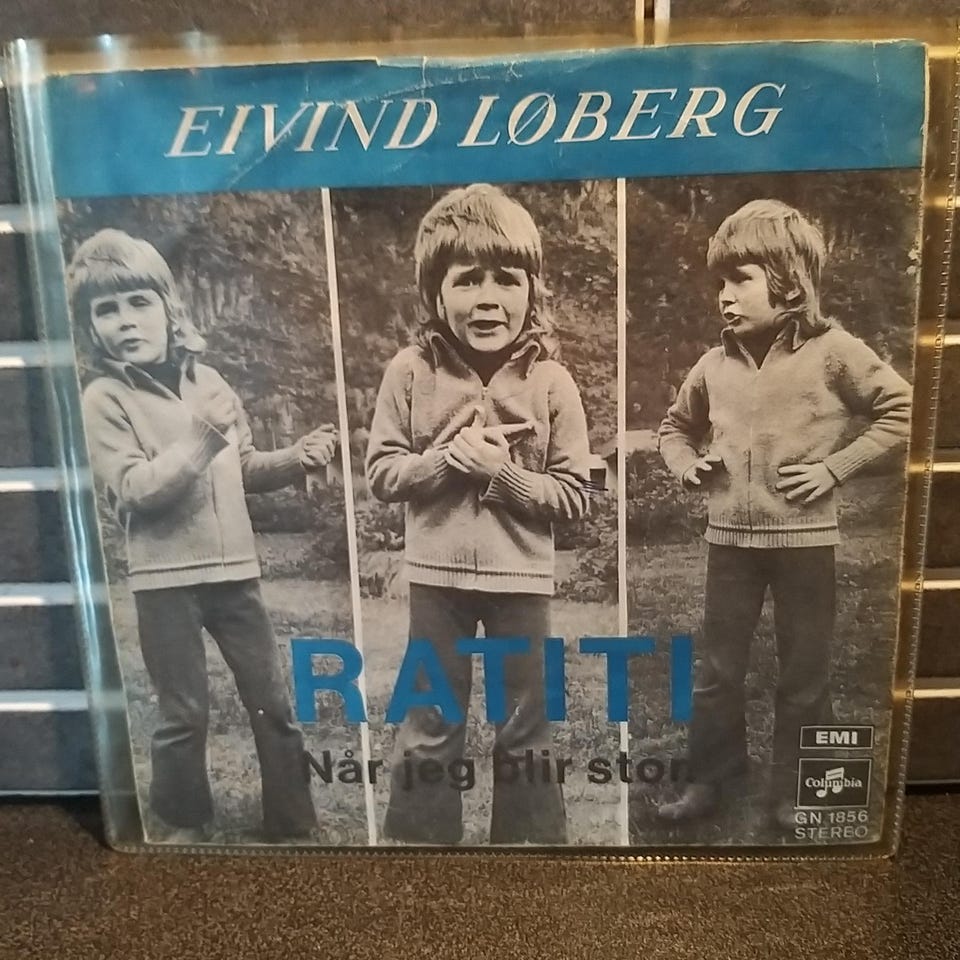 EIVIND LØBERG
RATITI
Når jeg blir stor
EMI
Columbia
GN 1856
STEREO